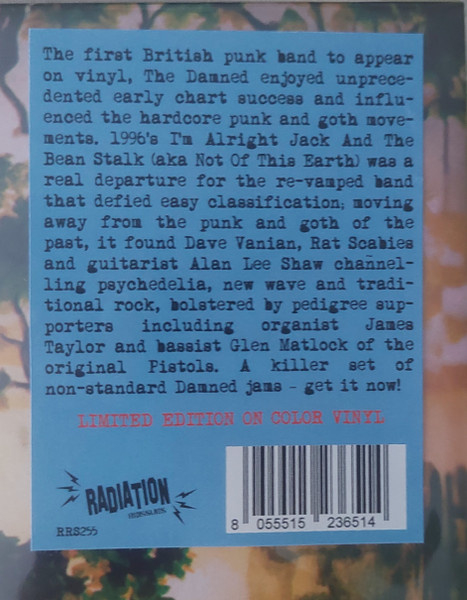 The first British punk band to appear
on vinyl, The Damned enjoyed unprece-
dented early chart success and influ-
enced the hardcore punk and goth move-
ments. 1996's I'm Alright Jack And The
Bean Stalk (aka Not Of This Earth) was a
real departure for the re-vamped band
that defied easy classification; moving
away from the punk and goth of the
past, it found Dave Vanian, Rat Scabies
and guitarist Alan Lee Shaw channel-
ling psychedelia, new wave and tradi-
tional rock, bolstered by pedigree sup-
porters including organist James
Taylor and bassist Glen Matlock of the
original Pistols. A killer set of
non-standard Damned jams - get it now!
LIMITED EDITION ON COLOR VINYL
RADIATION
RRS255
8 055515 236514